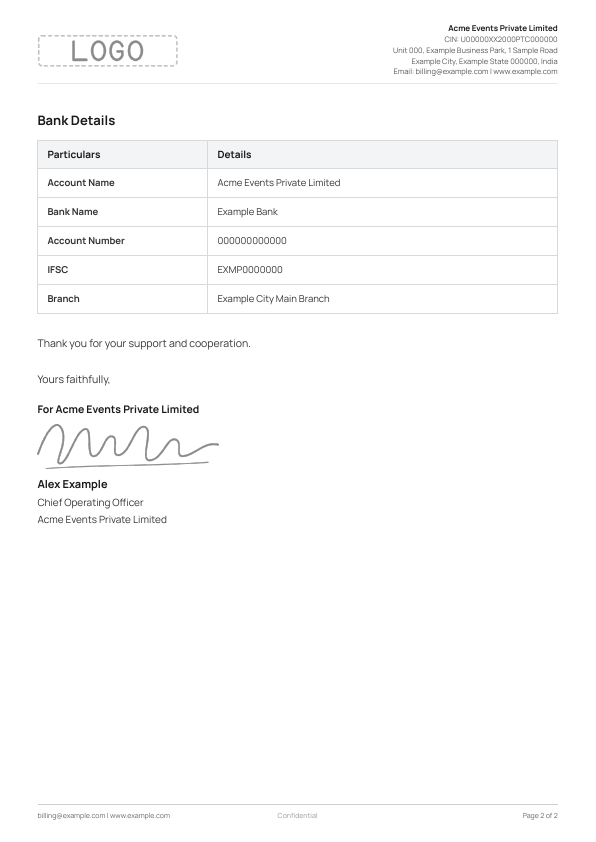 LOGO
Acme Events Private Limited
CIN: U00000XX2000PTC000000
Unit 000, Example Business Park, 1 Sample Road
Example City, Example State 000000, India
Email: billing@example.com | www.example.com
Bank Details
Particulars Details
Account Name Acme Events Private Limited
Bank Name Example Bank
Account Number 000000000000
IFSC EXMP0000000
Branch Example City Main Branch
Thank you for your support and cooperation.
Yours faithfully,
For Acme Events Private Limited
Alex Example
Chief Operating Officer
Acme Events Private Limited
billing@example.com | www.example.com Confidential Page 2 of 2